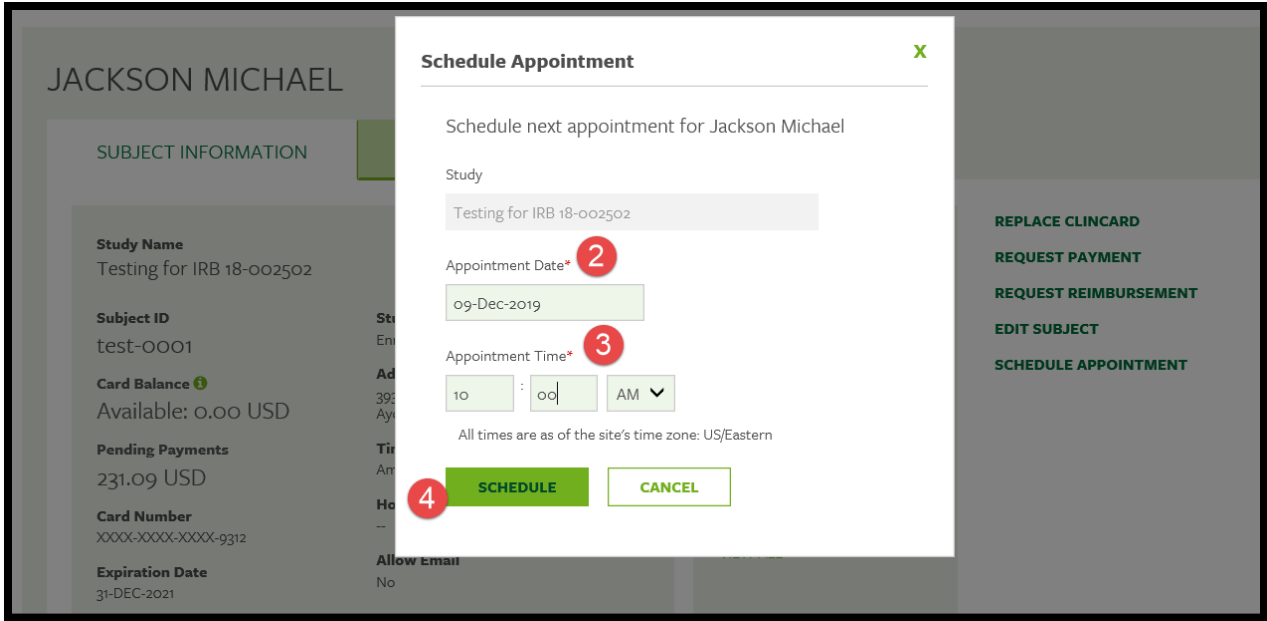 JACKSON MICHAEL
SUBJECT INFORMATION
Study Name
Testing for IRB 18-002502
Subject ID
test-0001
Card Balance
Available: 0.00 USD
Pending Payments
231.09 USD
Card Number
XXXX-XXXX-XXXX-9312
Expiration Date
31-DEC-2021
Allow Email
No
Schedule Appointment
X
Schedule next appointment for Jackson Michael
Study
Testing for IRB 18-002502
Appointment Date* 2
09-Dec-2019
Appointment Time* 3
10 : 00 AM
All times are as of the site's time zone: US/Eastern
4 SCHEDULE CANCEL
REPLACE CLINCARD
REQUEST PAYMENT
REQUEST REIMBURSEMENT
EDIT SUBJECT
SCHEDULE APPOINTMENT